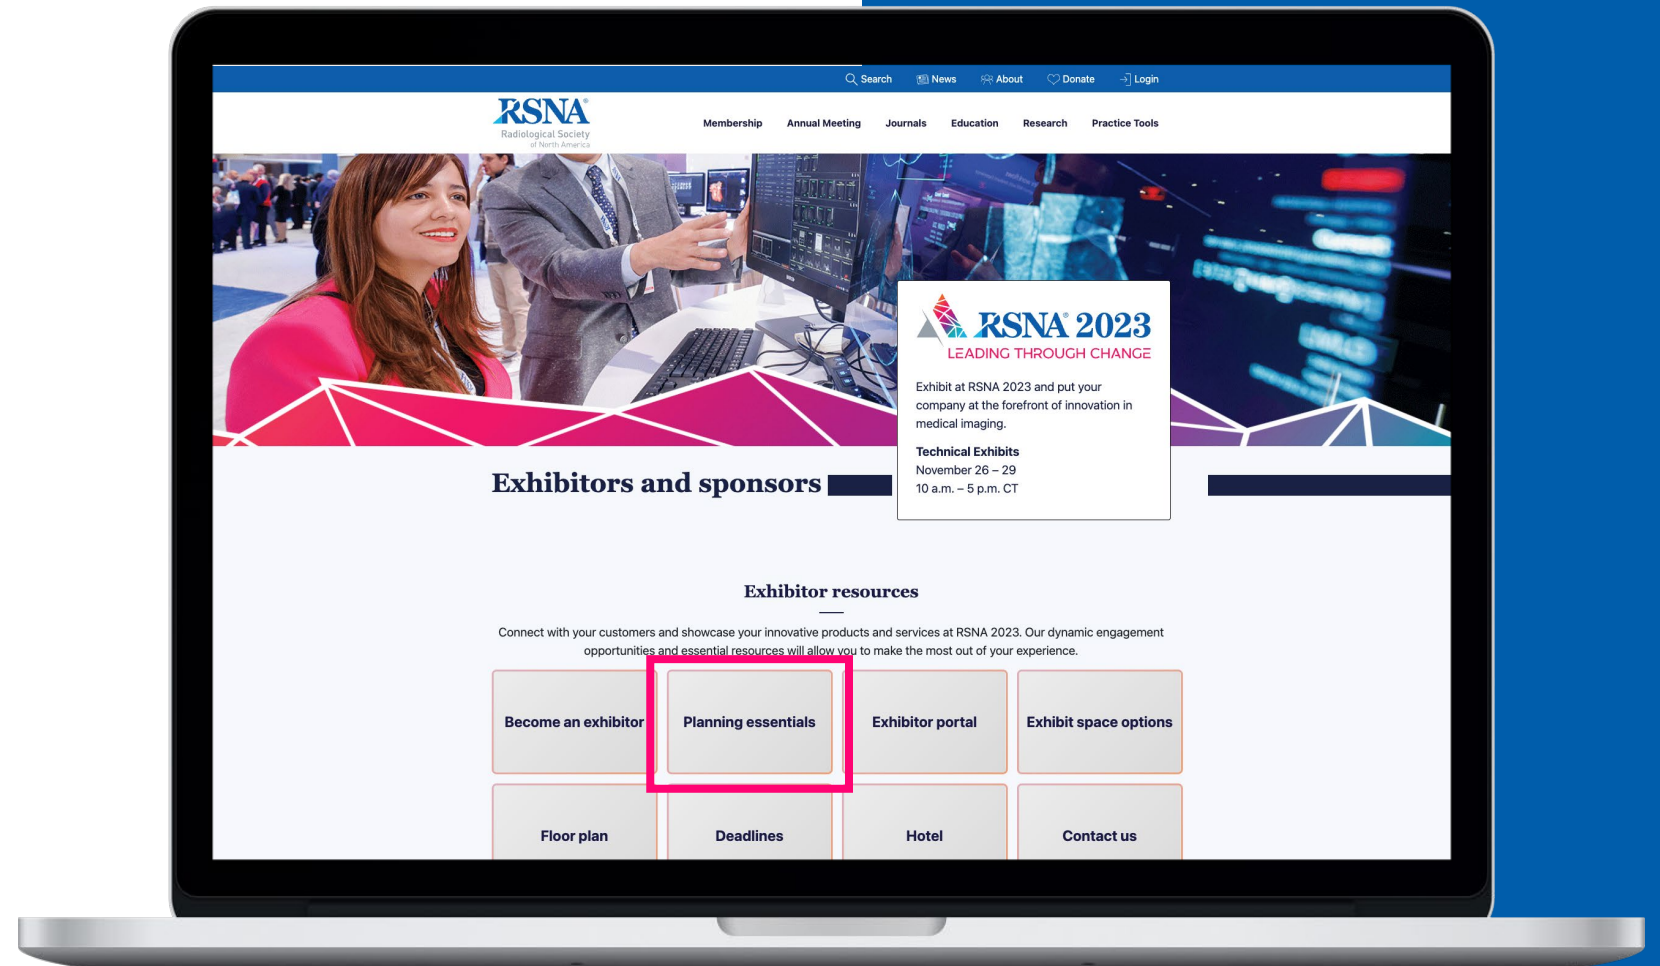 Search News About Donate Login
RSNA®
Radiological Society
of North America
Membership Annual Meeting Journals Education Research Practice Tools
RSNA® 2023
LEADING THROUGH CHANGE
Exhibit at RSNA 2023 and put your
company at the forefront of innovation in
medical imaging.
Technical Exhibits
November 26 – 29
10 a.m. – 5 p.m. CT
Exhibitors and sponsors
Exhibitor resources
Connect with your customers and showcase your innovative products and services at RSNA 2023. Our dynamic engagement
opportunities and essential resources will allow you to make the most out of your experience.
Become an exhibitor Planning essentials Exhibitor portal Exhibit space options
Floor plan Deadlines Hotel Contact us